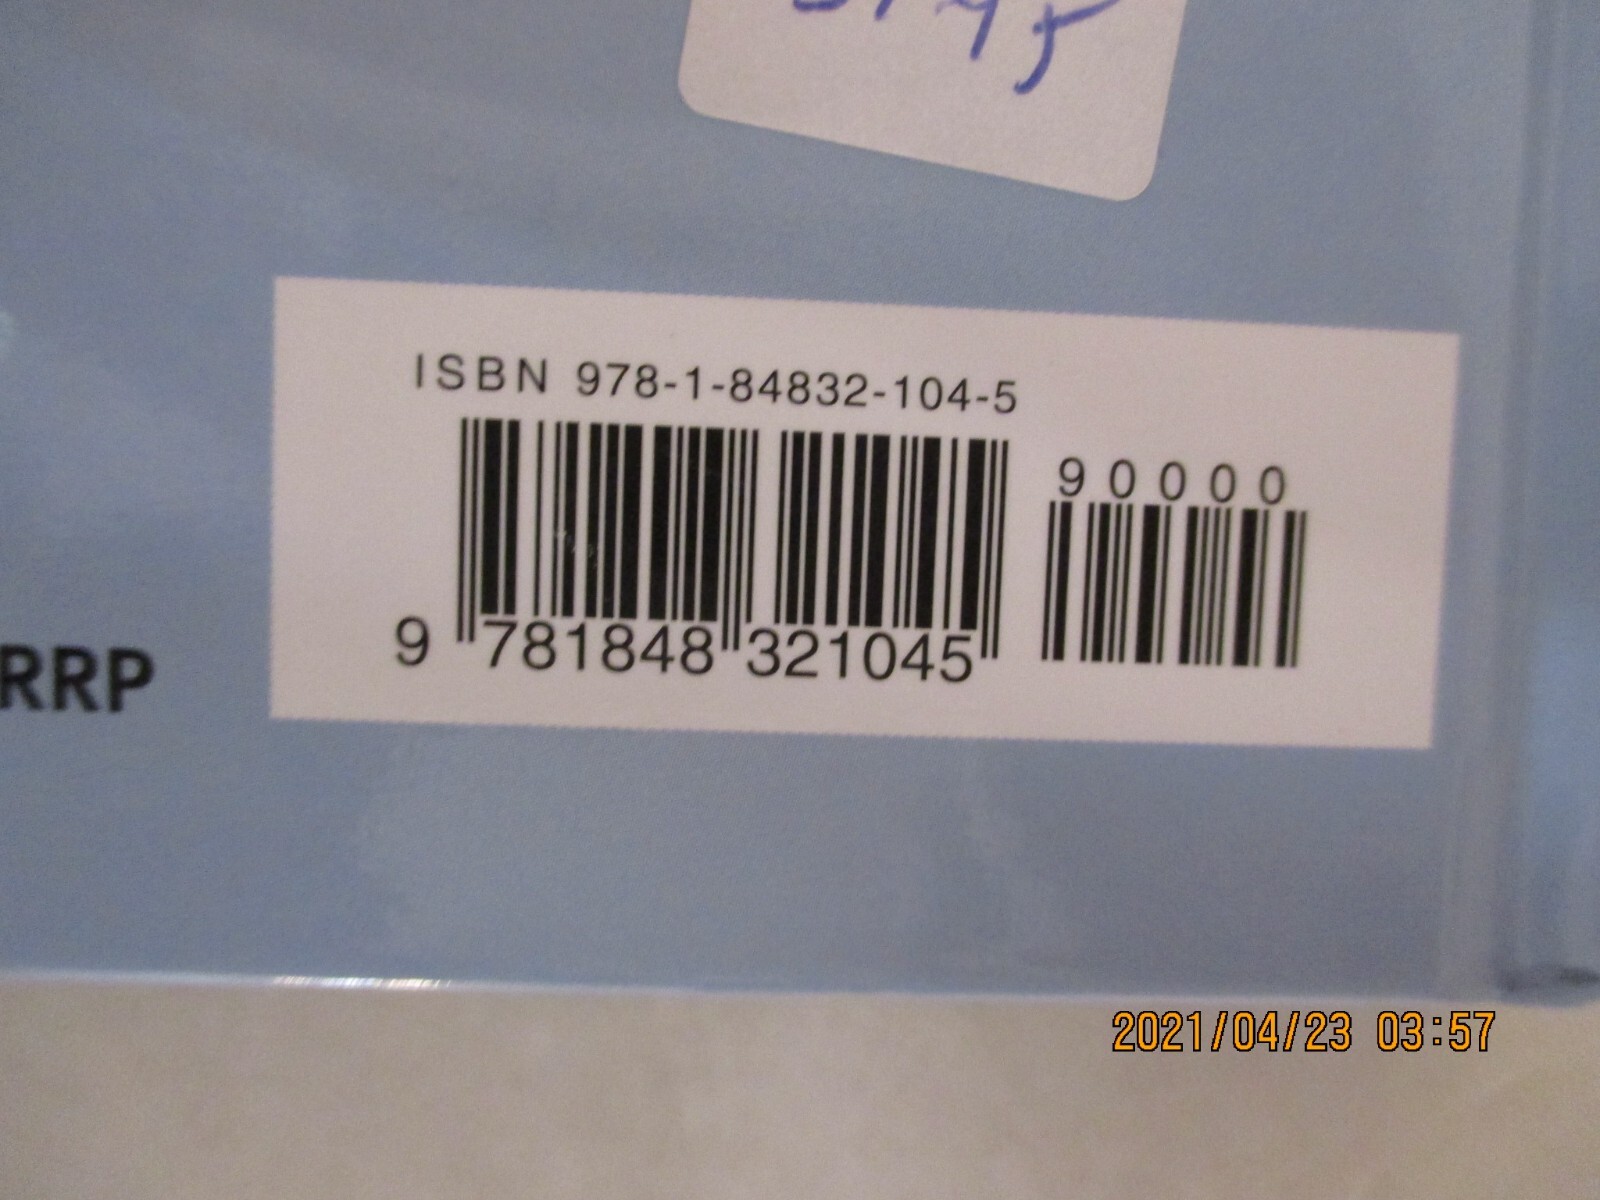 ISBN 978-1-84832-104-5
90000
9 781848 321045
RRP
2021/04/23 03:57